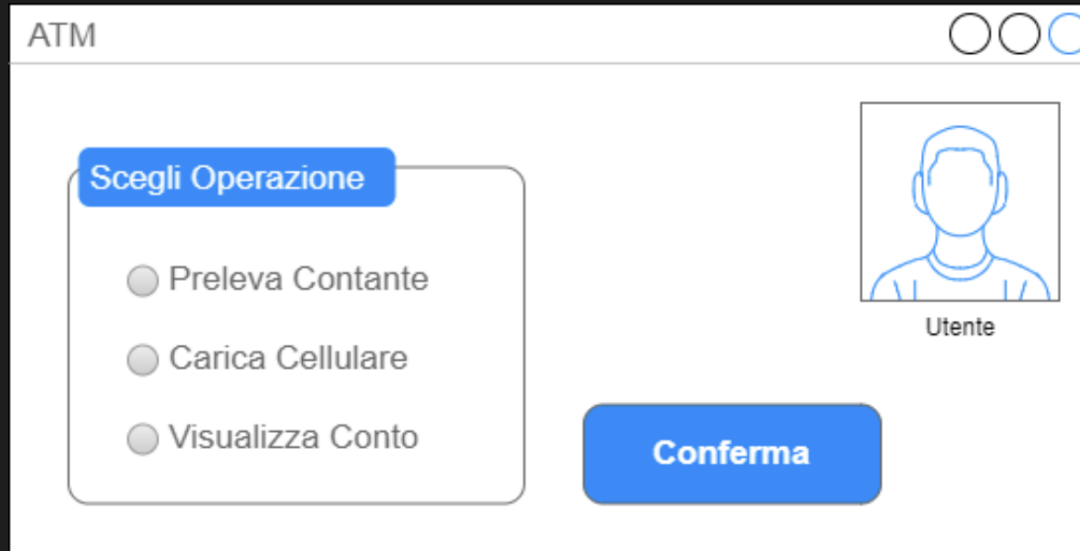 ATM
Scegli Operazione
Preleva Contante
Carica Cellulare
Visualizza Conto
Utente
Conferma